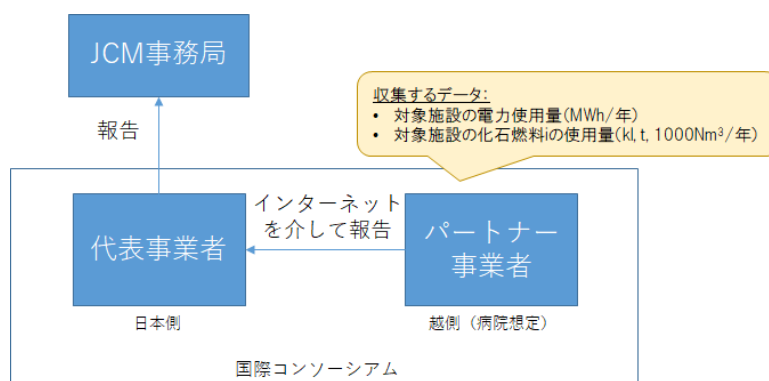 JCM事務局
収集するデータ:
• 対象施設の電力使用量(MWh/年)
• 対象施設の化石燃料iの使用量(kl, t, 1000Nm³/年)
報告
代表事業者
インターネット
を介して報告
パートナー
事業者
日本側
越側（病院想定）
国際コンソーシアム